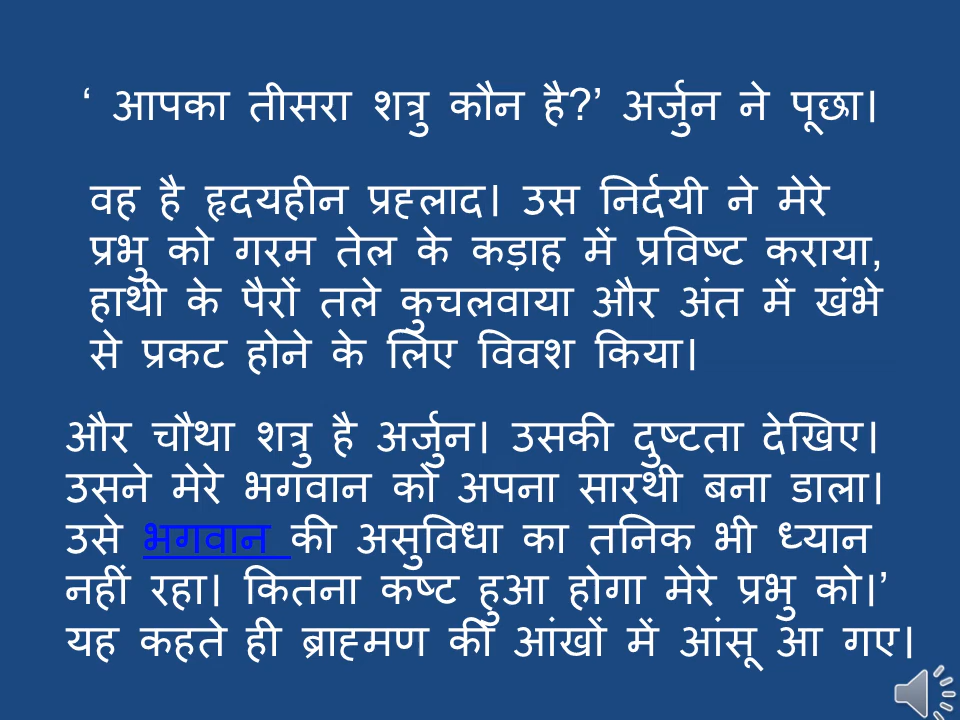 ‘ आपका तीसरा शत्रु कौन है?’ अर्जुन ने पूछा।
वह है हृदयहीन प्रह्लाद। उस निर्दयी ने मेरे
प्रभु को गरम तेल के कड़ाह में प्रविष्ट कराया,
हाथी के पैरों तले कुचलवाया और अंत में खंभे
से प्रकट होने के लिए विवश किया।
और चौथा शत्रु है अर्जुन। उसकी दुष्टता देखिए।
उसने मेरे भगवान को अपना सारथी बना डाला।
उसे भगवान की असुविधा का तनिक भी ध्यान
नहीं रहा। कितना कष्ट हुआ होगा मेरे प्रभु को।’
यह कहते ही ब्राह्मण की आंखों में आंसू आ गए।